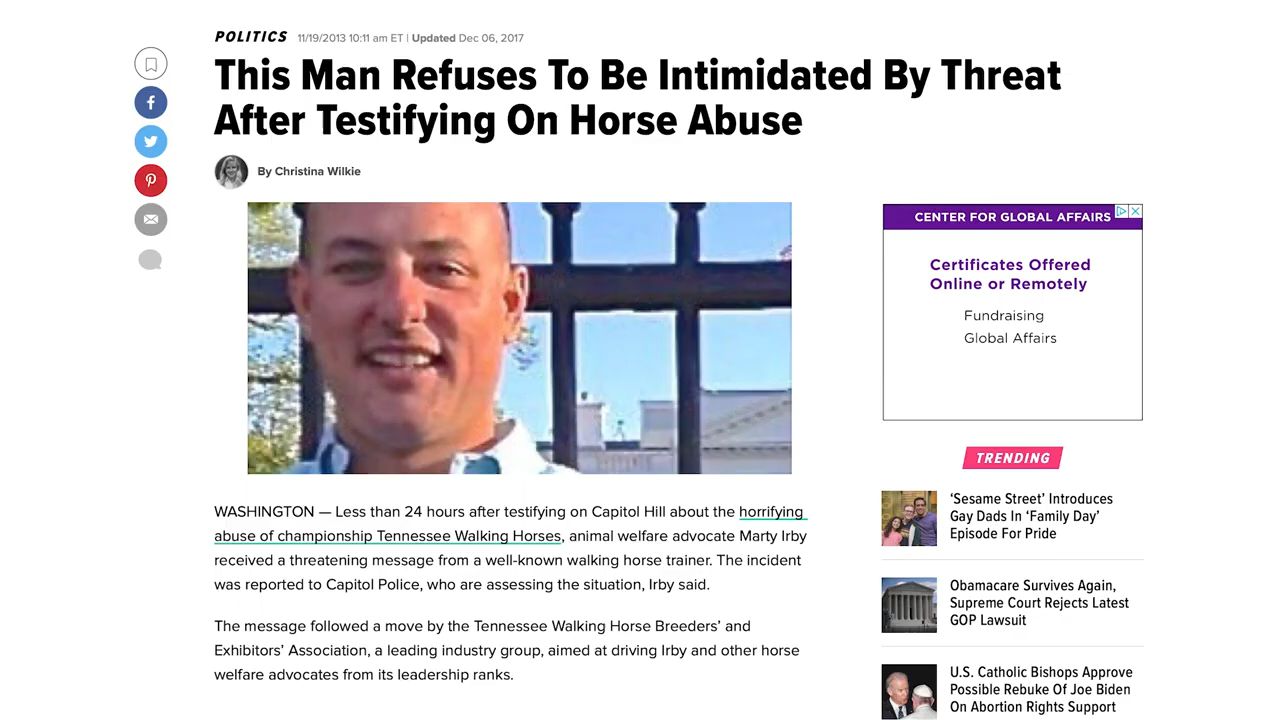 POLITICS 11/19/2013 10:11 am ET | Updated Dec 06, 2017
This Man Refuses To Be Intimidated By Threat
After Testifying On Horse Abuse
By Christina Wilkie
CENTER FOR GLOBAL AFFAIRS
Certificates Offered
Online or Remotely
Fundraising
Global Affairs
WASHINGTON — Less than 24 hours after testifying on Capitol Hill about the horrifying
abuse of championship Tennessee Walking Horses, animal welfare advocate Marty Irby
received a threatening message from a well-known walking horse trainer. The incident
was reported to Capitol Police, who are assessing the situation, Irby said.
The message followed a move by the Tennessee Walking Horse Breeders’ and
Exhibitors’ Association, a leading industry group, aimed at driving Irby and other horse
welfare advocates from its leadership ranks.
TRENDING
‘Sesame Street’ Introduces
Gay Dads In ‘Family Day’
Episode For Pride
Obamacare Survives Again,
Supreme Court Rejects Latest
GOP Lawsuit
U.S. Catholic Bishops Approve
Possible Rebuke Of Joe Biden
On Abortion Rights Support